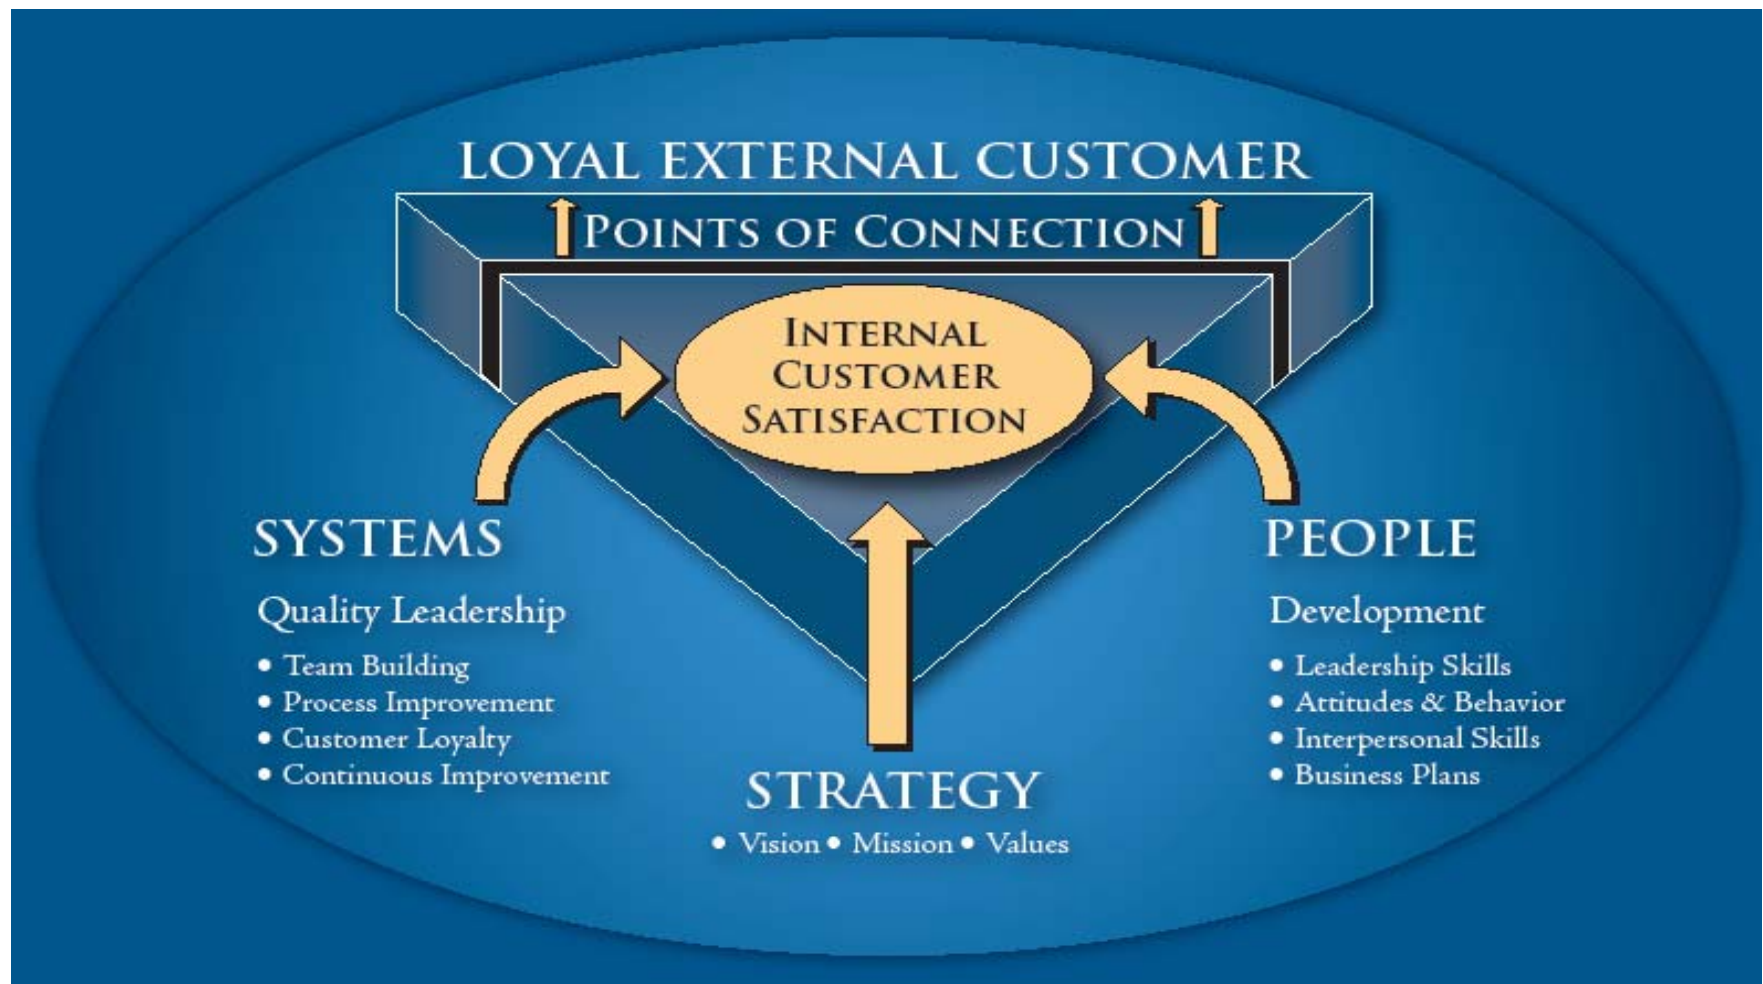 LOYAL EXTERNAL CUSTOMER
POINTS OF CONNECTION
INTERNAL
CUSTOMER
SATISFACTION
SYSTEMS
Quality Leadership
• Team Building
• Process Improvement
• Customer Loyalty
• Continuous Improvement
PEOPLE
Development
• Leadership Skills
• Attitudes & Behavior
• Interpersonal Skills
• Business Plans
STRATEGY
• Vision • Mission • Values